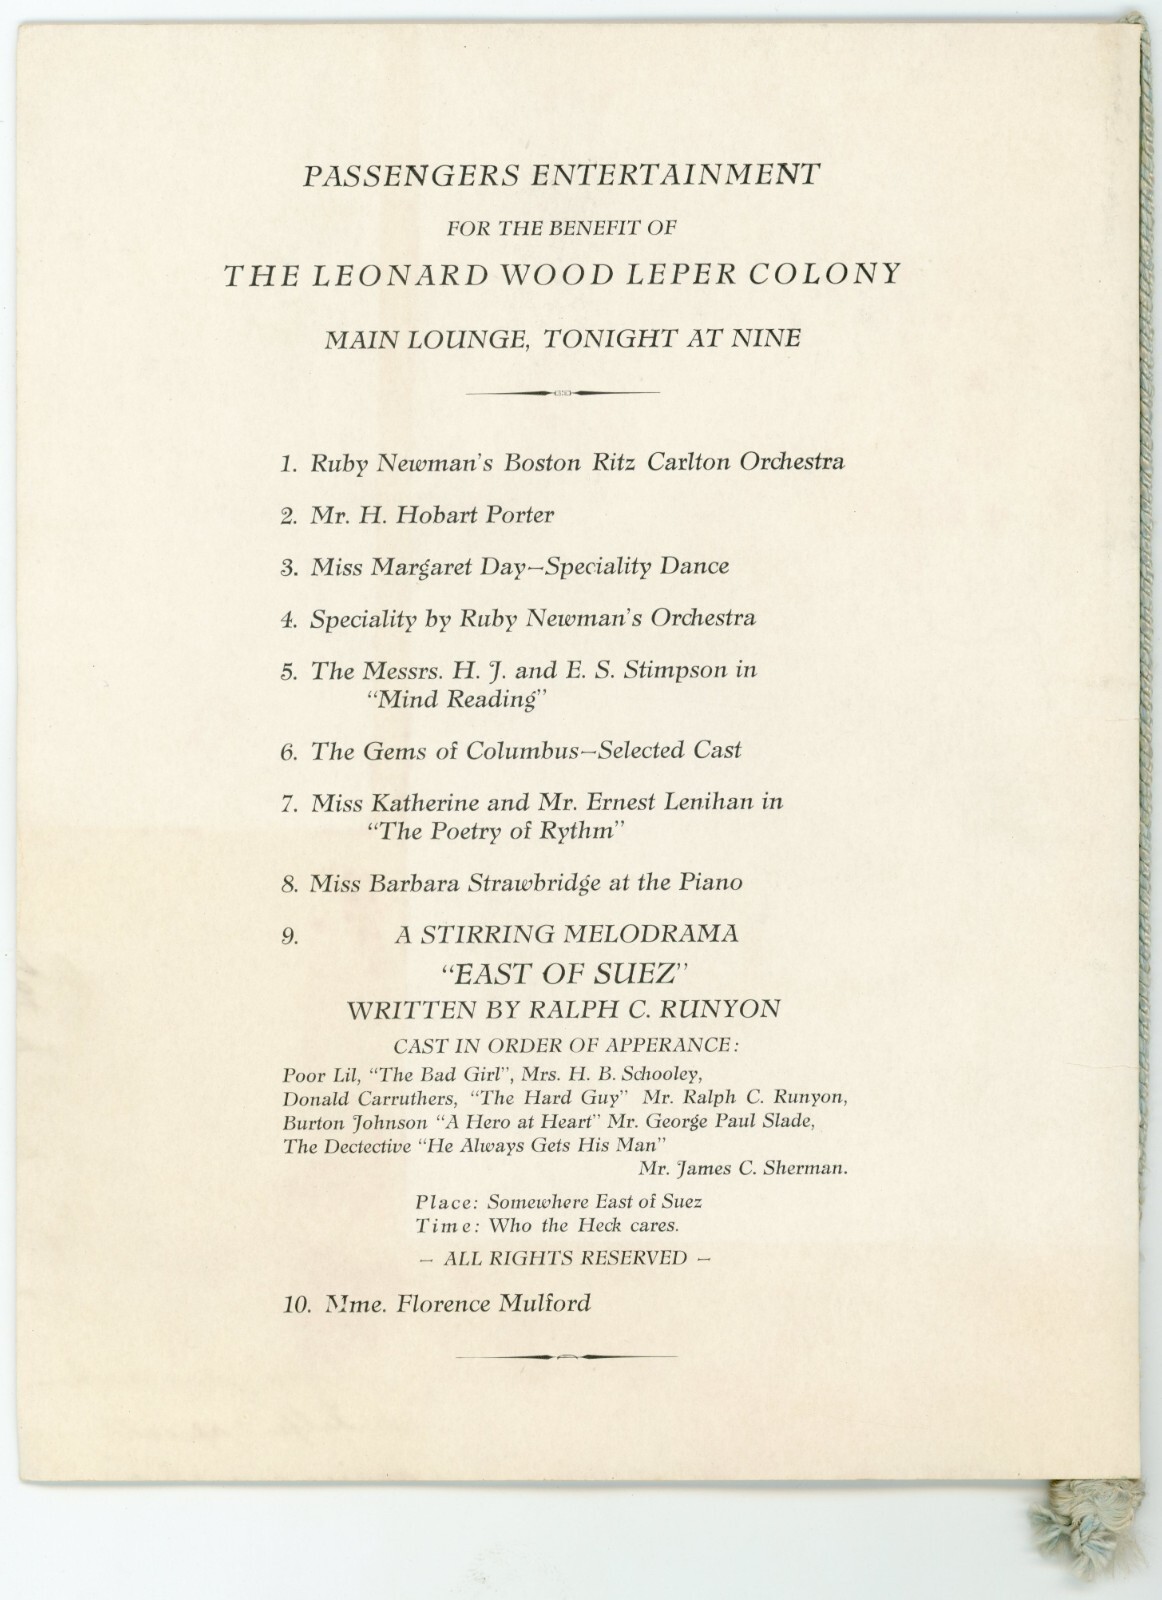 PASSENGERS ENTERTAINMENT
FOR THE BENEFIT OF
THE LEONARD WOOD LEPER COLONY
MAIN LOUNGE, TONIGHT AT NINE
1. Ruby Newman's Boston Ritz Carlton Orchestra
2. Mr. H. Hobart Porter
3. Miss Margaret Day—Speciality Dance
4. Speciality by Ruby Newman's Orchestra
5. The Messrs. H. J. and E. S. Stimpson in
"Mind Reading"
6. The Gems of Columbus—Selected Cast
7. Miss Katherine and Mr. Ernest Lenihan in
"The Poetry of Rythm"
8. Miss Barbara Strawbridge at the Piano
9. A STIRRING MELODRAMA
"EAST OF SUEZ"
WRITTEN BY RALPH C. RUNYON
CAST IN ORDER OF APPERANCE:
Poor Lil, "The Bad Girl", Mrs. H. B. Schooley,
Donald Carruthers, "The Hard Guy" Mr. Ralph C. Runyon,
Burton Johnson "A Hero at Heart" Mr. George Paul Slade,
The Dectective "He Always Gets His Man"
Mr. James C. Sherman.
Place: Somewhere East of Suez
Time: Who the Heck cares.
— ALL RIGHTS RESERVED —
10. Mme. Florence Mulford